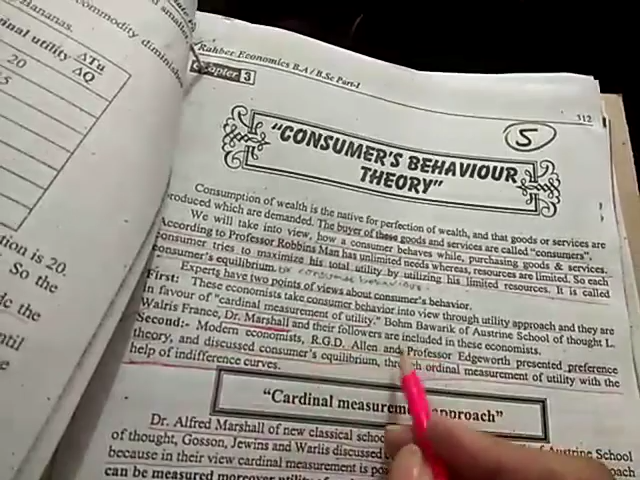 Hananas.
commodity diminishes
inal utility ΔTu
ΔQ
20
5
tion is 20.
So the
the
ntil
Rahber Economics B.A / B.Sc Part-I
112
Chapter 3
5
"CONSUMER'S BEHAVIOUR
THEORY"
Consumption of wealth is the native for perfection of wealth, and that goods or services are
produced which are demanded. The buyer of these goods and services are called "consumers".
We will take into view, how a consumer behaves while, purchasing goods & services.
According to Professor Robbins Man has unlimited needs whereas, resources are limited. So each
consumer tries to maximize his total utility by utilizing his limited resources. It is called
consumer's equilibrium. or consumer behaviour.
Experts have two points of views about consumer's behavior.
First: These economists take consumer behavior into view through utility approach and they are
in favour of "cardinal measurement of utility." Bohm Bawarik of Austrine School of thought L.
Walris France, Dr. Marshall and their followers are included in these economists.
Second:- Modern economists, R.G.D. Allen and Professor Edgeworth presented preference
theory, and discussed consumer's equilibrium, through ordinal measurement of utility with the
help of indifference curves.
"Cardinal measurement approach"
Dr. Alfred Marshall of new classical school Austrine School
of thought, Gosson, Jewins and Warlis discussed
because in their view cardinal measurement is
can be measured moreover